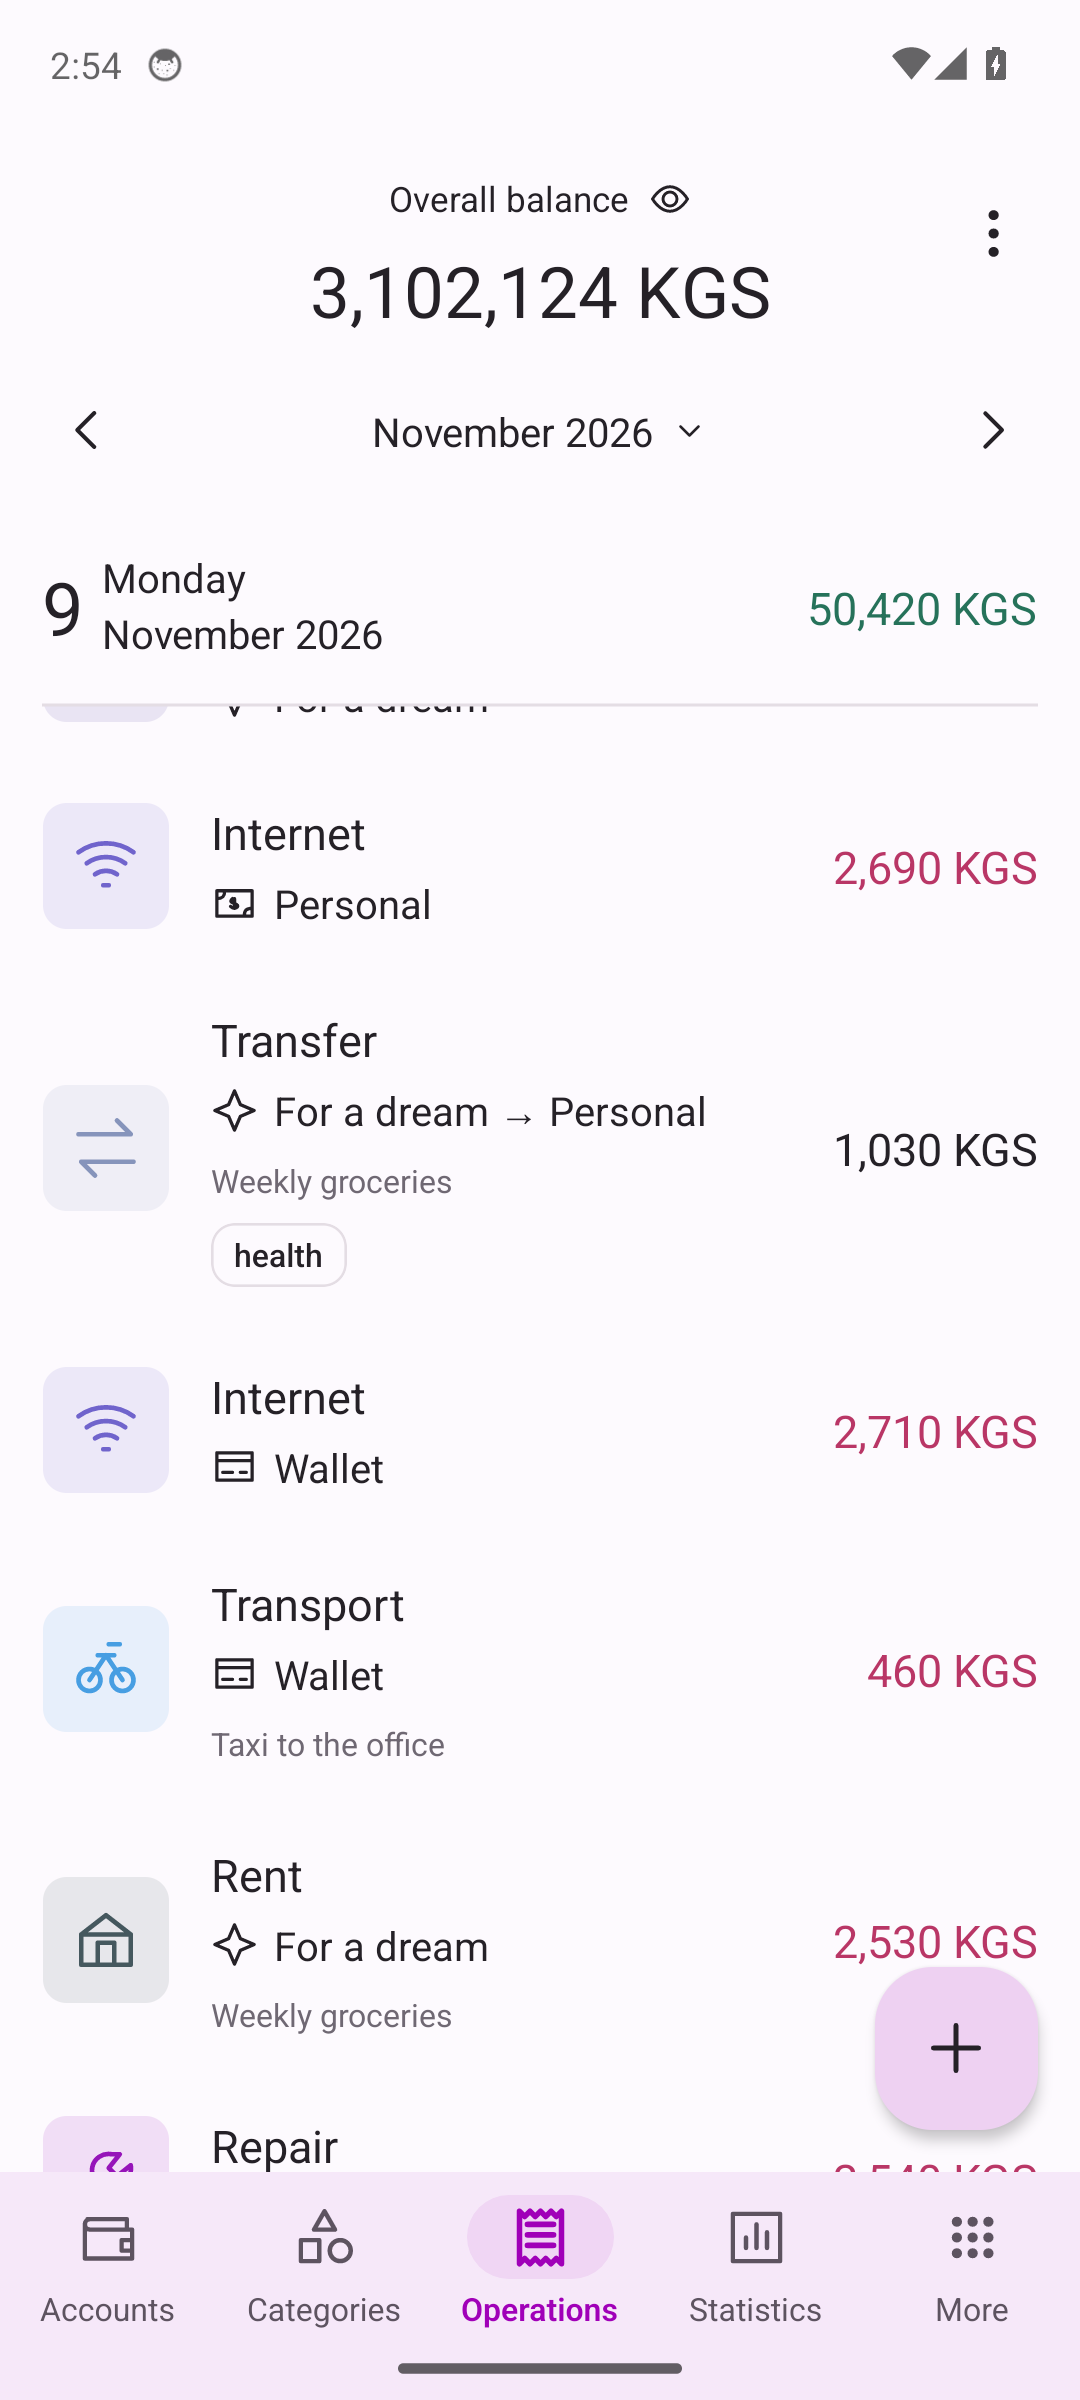 2:54
Overall balance
3,102,124 KGS
November 2026
9
Monday
November 2026
50,420 KGS
For a dream
Internet
Personal
2,690 KGS
Transfer
For a dream → Personal
Weekly groceries
health
1,030 KGS
Internet
Wallet
2,710 KGS
Transport
Wallet
Taxi to the office
460 KGS
Rent
For a dream
Weekly groceries
2,530 KGS
Repair
Accounts
Categories
Operations
Statistics
More